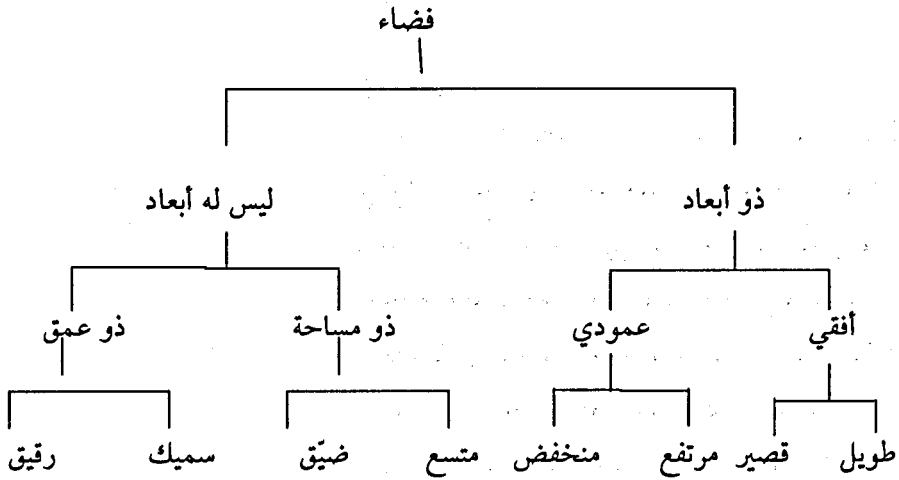 فضاء
ذو أبعاد ليس له أبعاد
أفقي عمودي ذو مساحة ذو عمق
طويل قصير مرتفع منخفض متسع ضيّق سميك رقيق